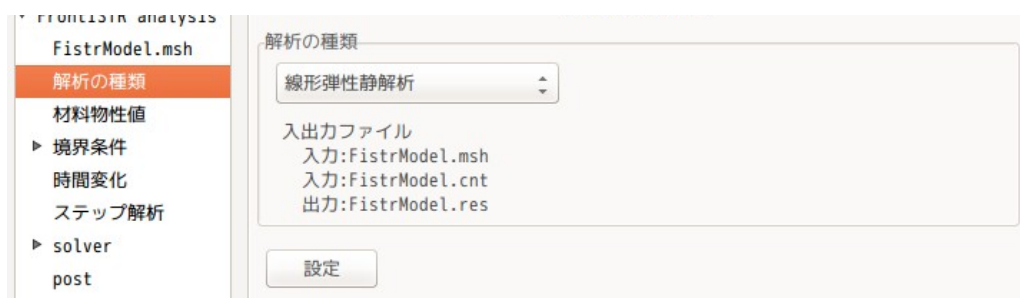 FrontISTR analysis
FistrModel.msh
解析の種類
材料物性値
境界条件
時間変化
ステップ解析
solver
post
解析の種類
線形弾性静解析
入出力ファイル
入力:FistrModel.msh
入力:FistrModel.cnt
出力:FistrModel.res
設定